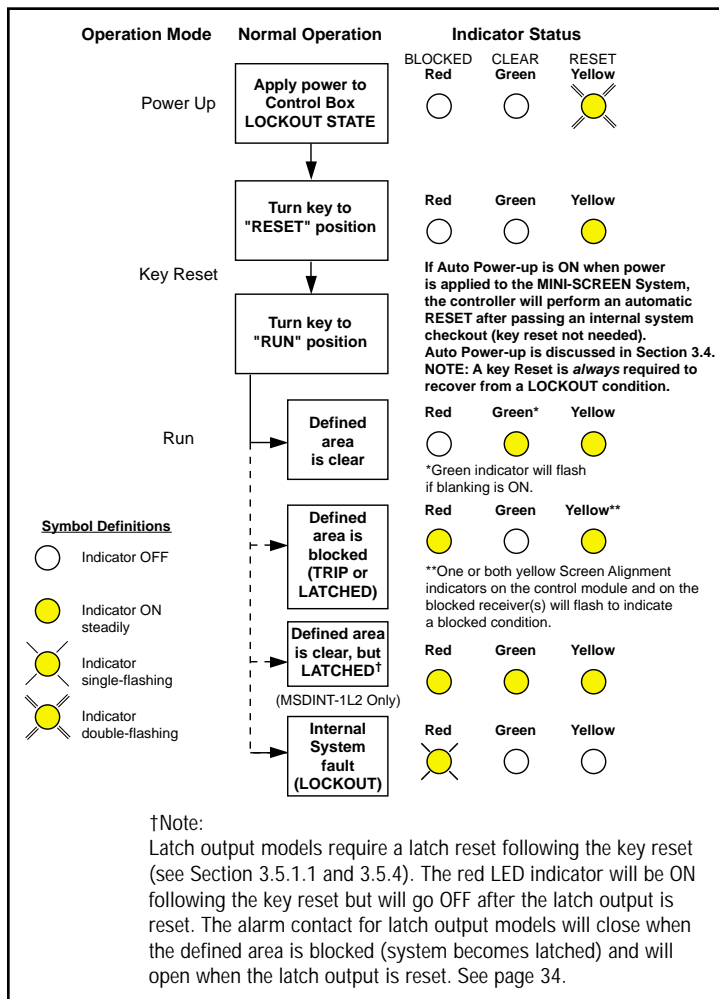 Operation Mode Normal Operation Indicator Status
BLOCKED CLEAR RESET
Red Green Yellow
Power Up
Apply power to
Control Box
LOCKOUT STATE
Turn key to
"RESET" position
Red Green Yellow
Key Reset
If Auto Power-up is ON when power
is applied to the MINI-SCREEN System,
the controller will perform an automatic
RESET after passing an internal system
checkout (key reset not needed).
Auto Power-up is discussed in Section 3.4.
NOTE: A key Reset is always required to
recover from a LOCKOUT condition.
Turn key to
"RUN" position
Run
Defined
area
is clear
Red Green* Yellow
*Green indicator will flash
if blanking is ON.
Defined
area is
blocked
(TRIP or
LATCHED)
Red Green Yellow**
**One or both yellow Screen Alignment
indicators on the control module and on the
blocked receiver(s) will flash to indicate
a blocked condition.
Defined area
is clear, but
LATCHED†
(MSDINT-1L2 Only)
Red Green Yellow
Internal
System
fault
(LOCKOUT)
Red Green Yellow
Symbol Definitions
Indicator OFF
Indicator ON
steadily
Indicator
single-flashing
Indicator
double-flashing
†Note:
Latch output models require a latch reset following the key reset
(see Section 3.5.1.1 and 3.5.4). The red LED indicator will be ON
following the key reset but will go OFF after the latch output is
reset. The alarm contact for latch output models will close when
the defined area is blocked (system becomes latched) and will
open when the latch output is reset. See page 34.